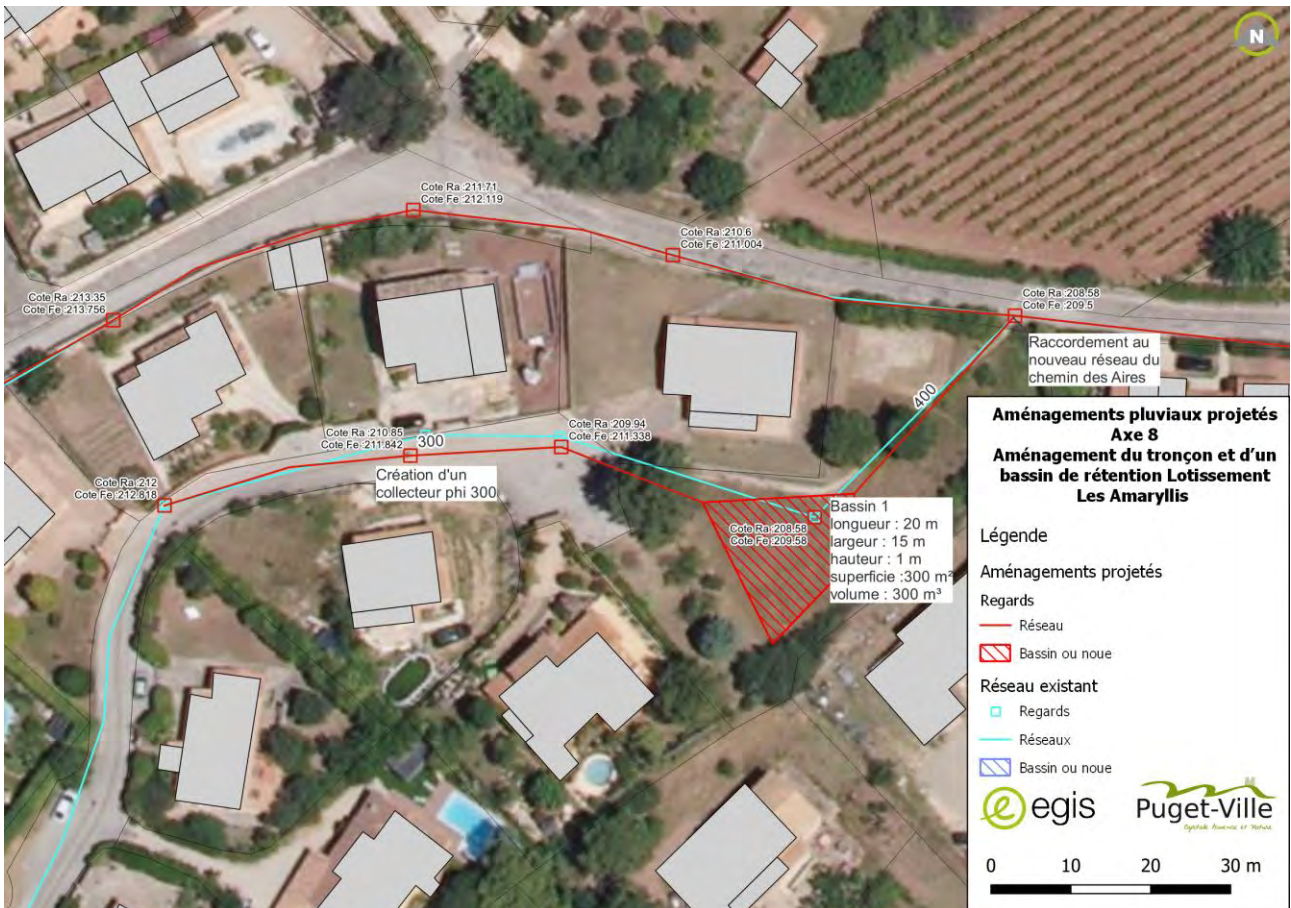 N
Cote Ra :211.71
Cote Fe :212.119
Cote Ra :210.6
Cote Fe :211.004
Cote Ra :213.35
Cote Fe :213.756
Cote Ra :208.58
Cote Fe :209.5
Raccordement au
nouveau réseau du
chemin des Aires
400
Cote Ra :210.85
Cote Fe :211.842
300
Cote Ra :209.94
Cote Fe :211.338
Création d'un
collecteur phi 300
Cote Ra :212
Cote Fe :212.818
Cote Ra:208.58
Cote Fe :209.58
Bassin 1
longueur : 20 m
largeur : 15 m
hauteur : 1 m
superficie :300 m²
volume : 300 m³
Aménagements pluviaux projetés
Axe 8
Aménagement du tronçon et d'un
bassin de rétention Lotissement
Les Amaryllis
Légende
Aménagements projetés
Regards
Réseau
Bassin ou noue
Réseau existant
Regards
Réseaux
Bassin ou noue
egis
Puget-Ville
0 10 20 30 m